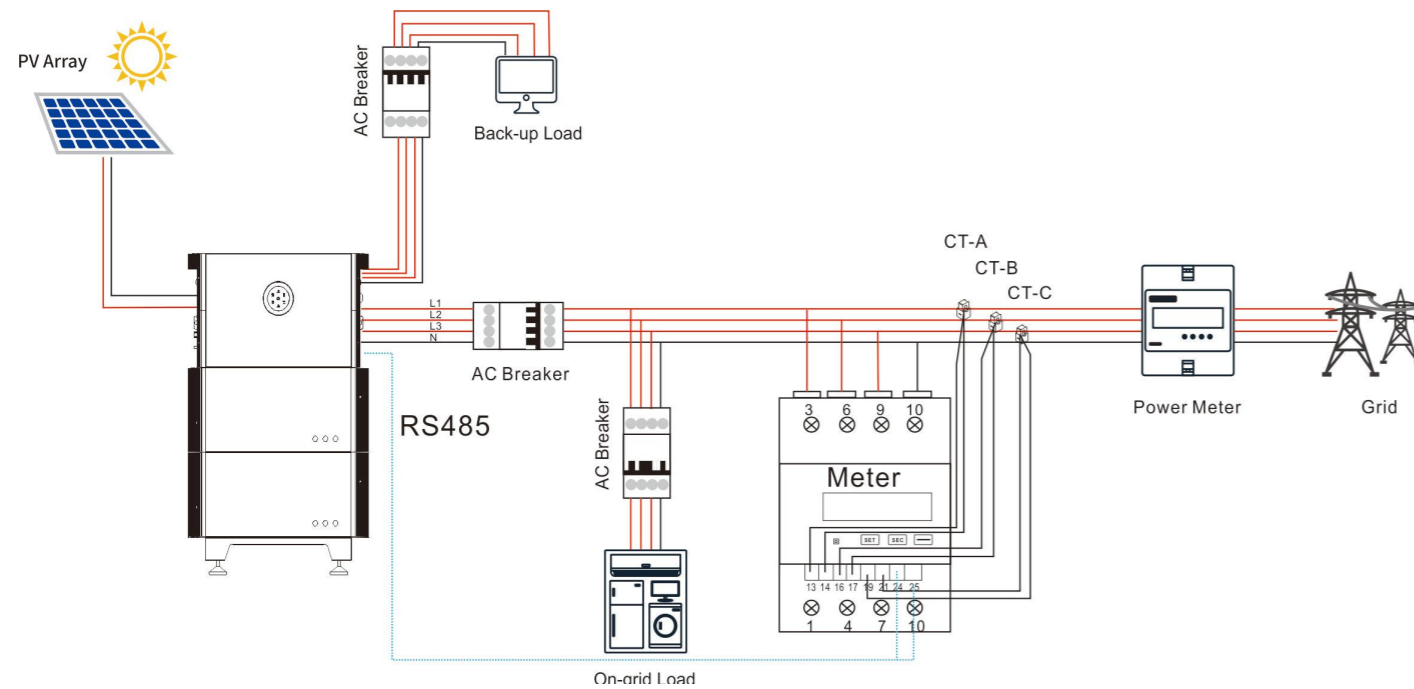 PV Array
AC Breaker
Back-up Load
CT-A
CT-B
CT-C
L1
L2
L3
N
AC Breaker
RS485
AC Breaker
Power Meter
Grid
3 6 9 10
Meter
SET SEC
13 14 16 17 19 21 24 25
1 4 7 10
On-grid Load